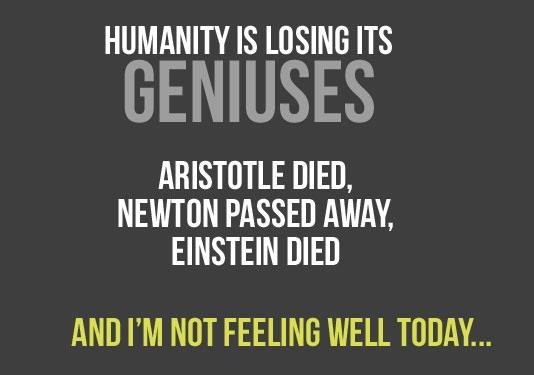 HUMANITY IS LOSING ITS
GENIUSES
ARISTOTLE DIED,
NEWTON PASSED AWAY,
EINSTEIN DIED
AND I'M NOT FEELING WELL TODAY...